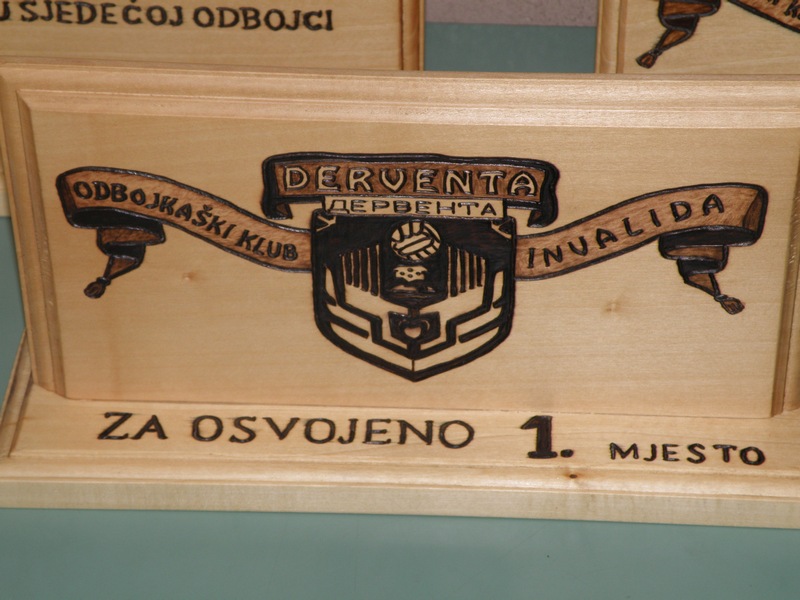 U SJEDEĆOJ ODBOJCI
DERVENTA
ДЕРВЕНТА
ODBOJKAŠKI KLUB INVALIDA
ZA OSVOJENO 1. MJESTO